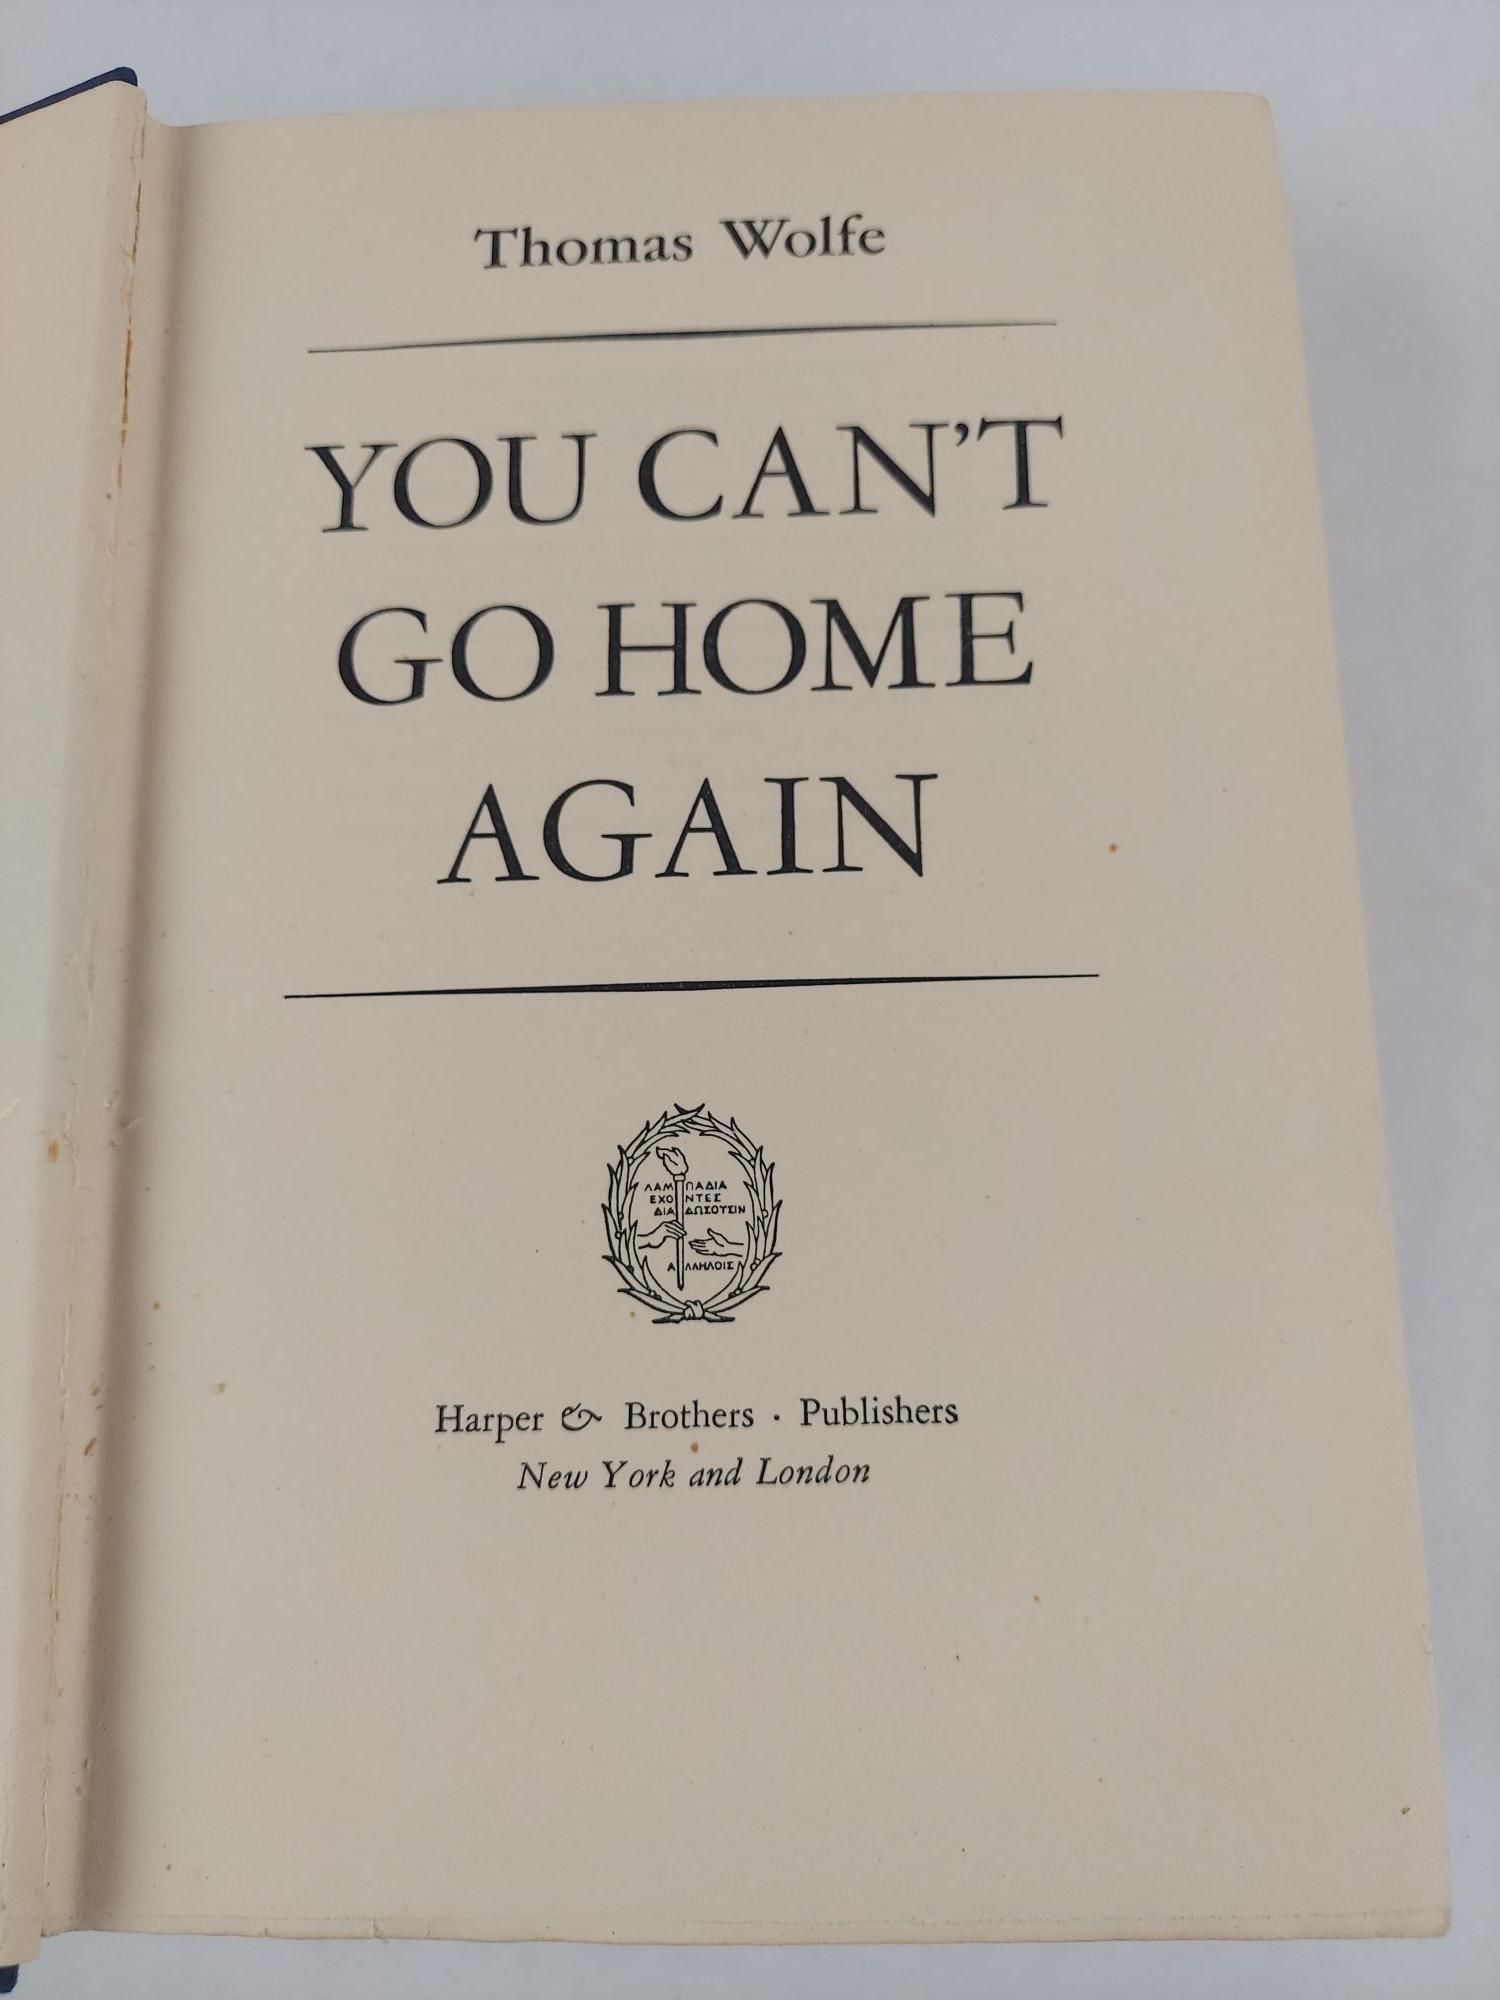 Thomas Wolfe
YOU CAN'T
GO HOME
AGAIN
ΛΑΜΠΑΔΙΑ
ΕΧΟΝΤΕΣ
ΔΙΑΔΩΣΟΥΣΙΝ
ΑΛΛΗΛΟΙΣ
Harper & Brothers · Publishers
New York and London